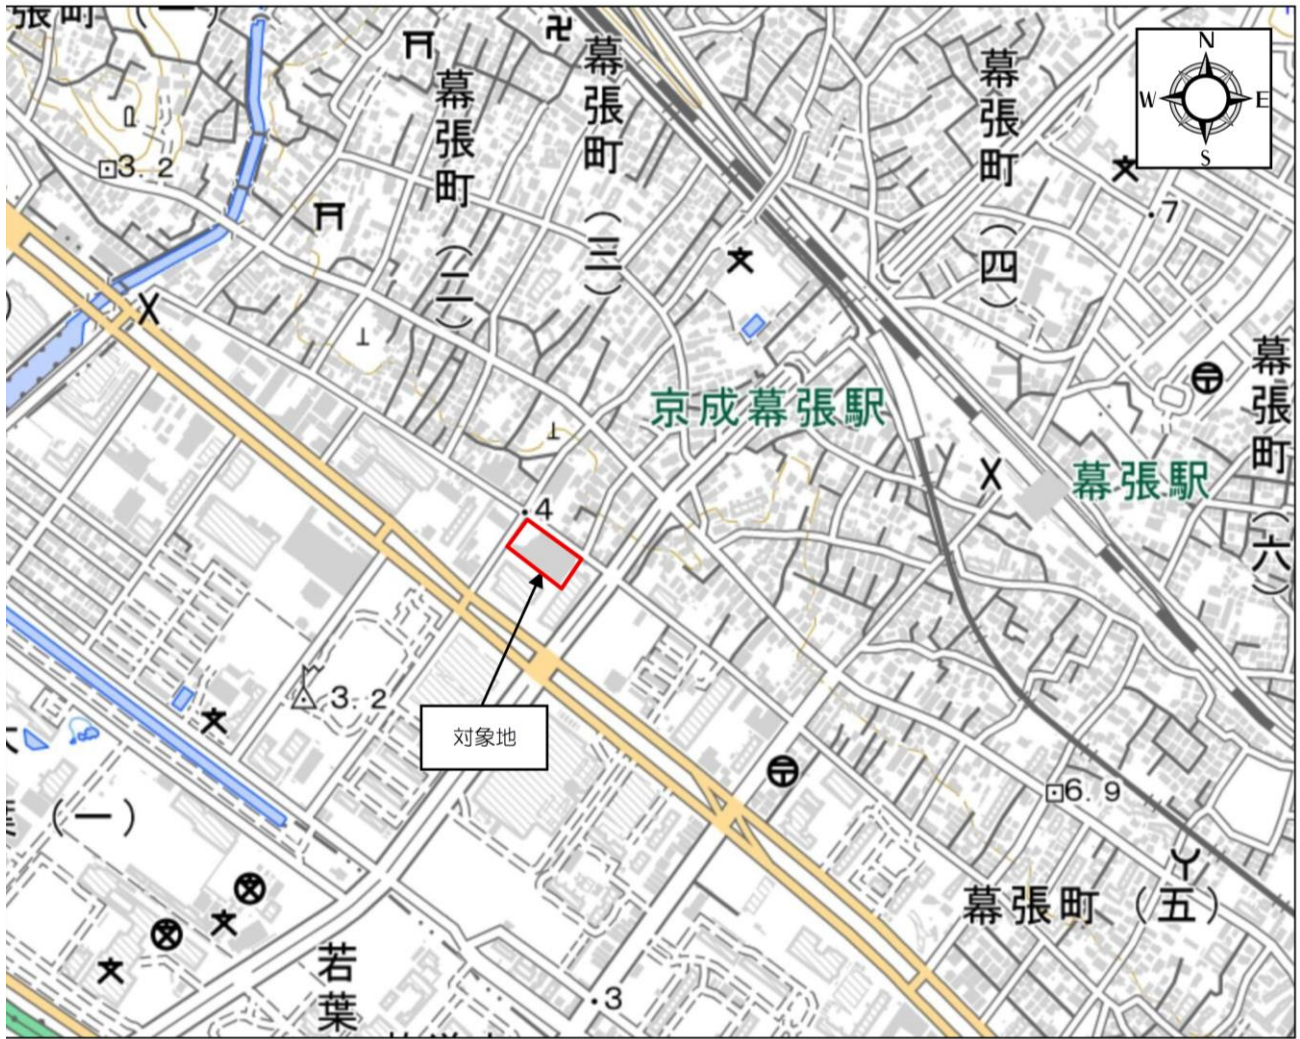 張町（一）
幕張町（二）
幕張町（三）
幕張町（四）
N
W
E
S
3.2
7
京成幕張駅
幕張駅
幕張町（六）
4
3.2
対象地
6.9
（一）
幕張町（五）
若葉
3